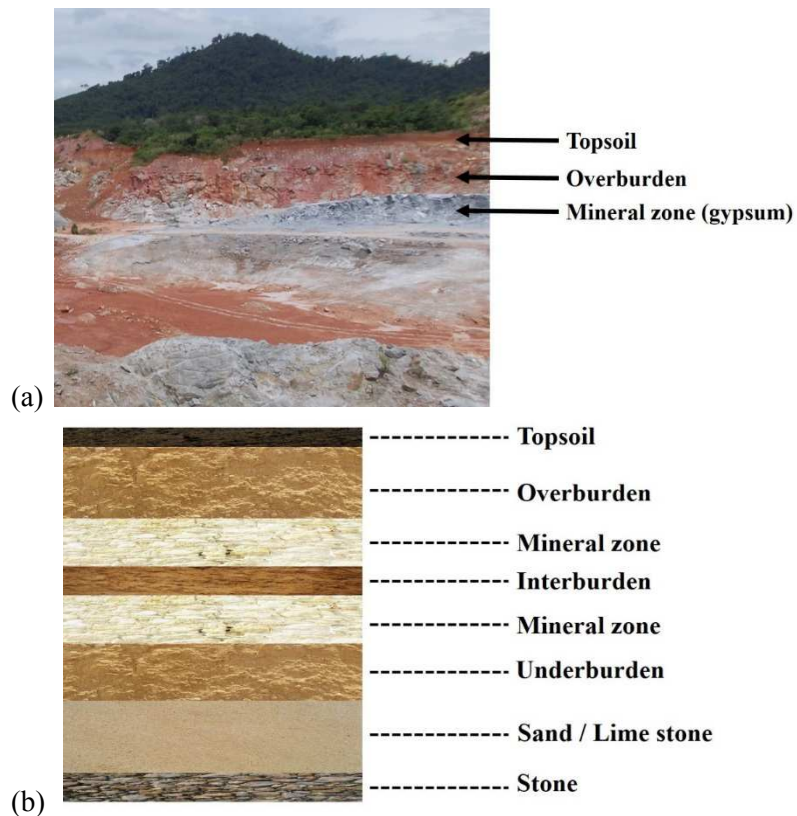 Topsoil
Overburden
Mineral zone (gypsum)
(a)
Topsoil
Overburden
Mineral zone
Interburden
Mineral zone
Underburden
Sand / Lime stone
Stone
(b)